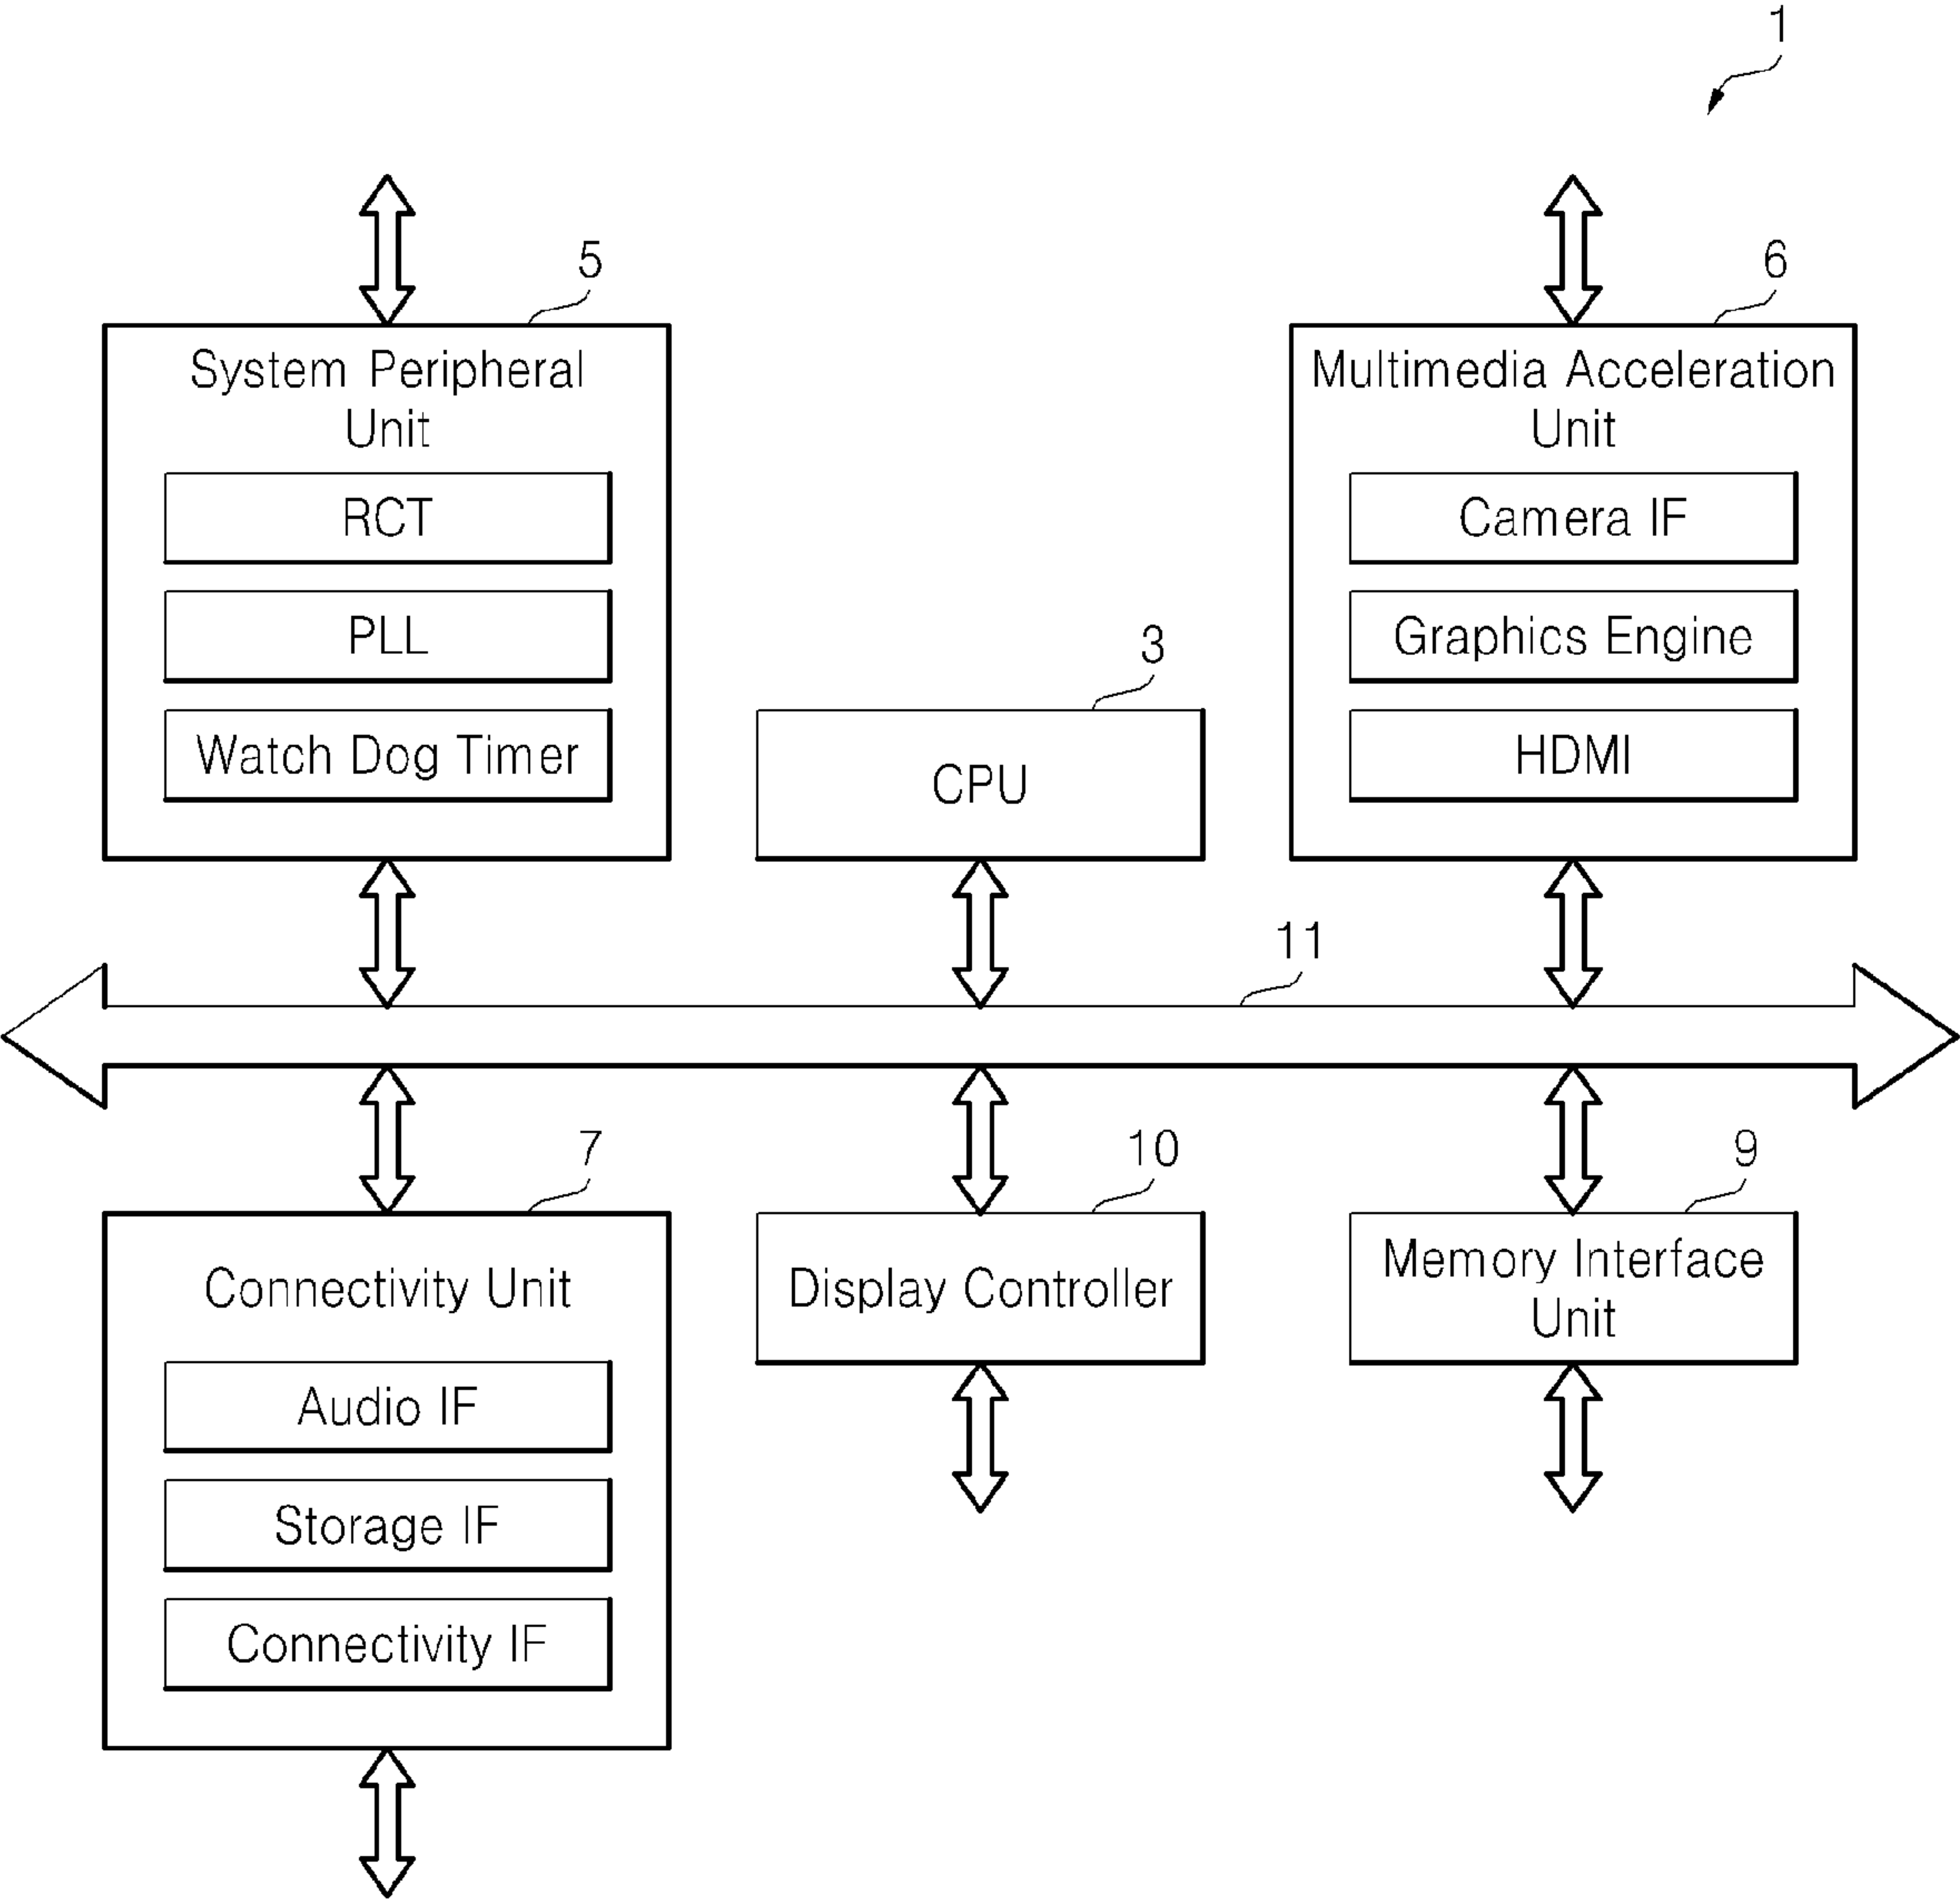 1
5
System Peripheral
Unit
RCT
PLL
Watch Dog Timer
3
CPU
6
Multimedia Acceleration
Unit
Camera IF
Graphics Engine
HDMI
11
7
Connectivity Unit
Audio IF
Storage IF
Connectivity IF
10
Display Controller
9
Memory Interface
Unit